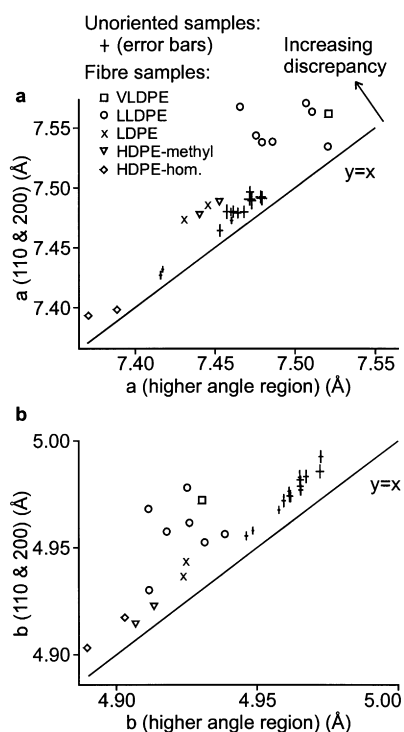 Unoriented samples:
(error bars)
Increasing
discrepancy
Fibre samples:
VLDPE
LLDPE
LDPE
HDPE-methyl
HDPE-hom.
a
7.55
7.50
7.45
7.40
a (110 & 200) (Å)
y=x
7.40 7.45 7.50 7.55
a (higher angle region) (Å)
b
5.00
4.95
4.90
b (110 & 200) (Å)
y=x
4.90 4.95 5.00
b (higher angle region) (Å)